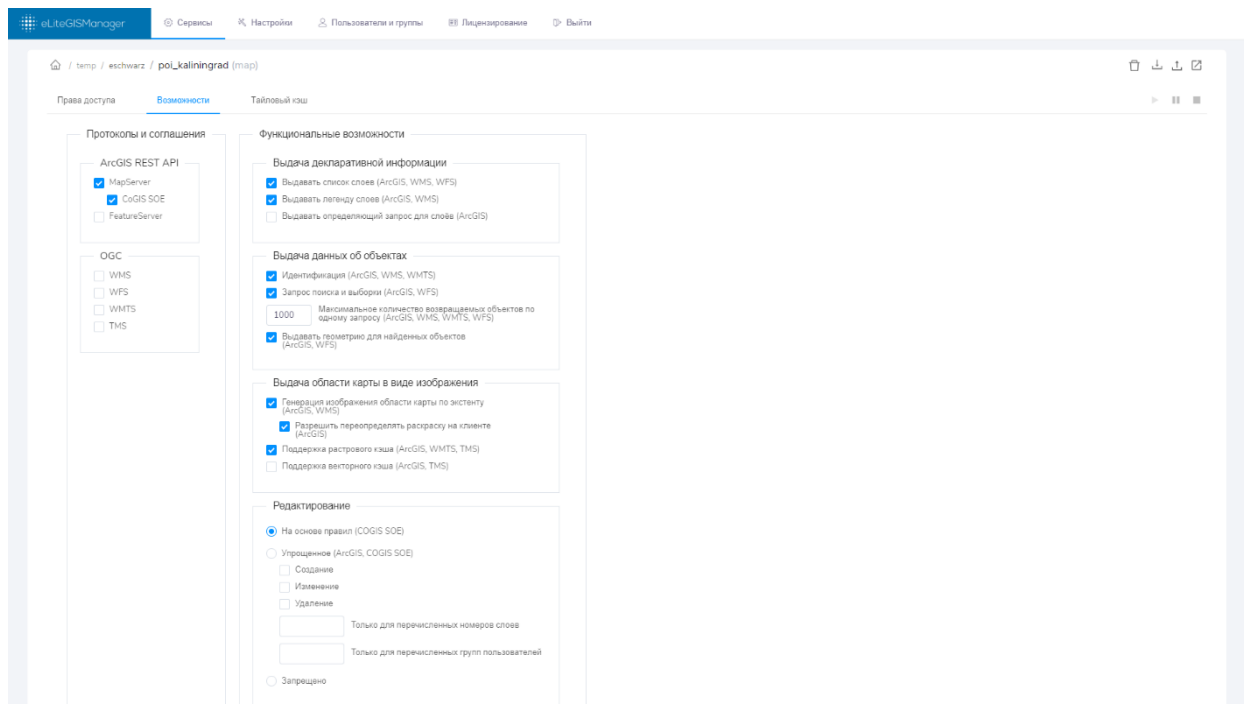 eLiteGISManager
Сервисы
Настройки
Пользователи и группы
Лицензирование
Выйти
/ temp / eschwarz / poi_kaliningrad (map)
Права доступа
Возможности
Тайловый кэш
Протоколы и соглашения
ArcGIS REST API
MapServer
CoGIS SOE
FeatureServer
OGC
WMS
WFS
WMTS
TMS
Функциональные возможности
Выдача декларативной информации
Выдавать список слоев (ArcGIS, WMS, WFS)
Выдавать легенду слоев (ArcGIS, WMS)
Выдавать определяющий запрос для слоёв (ArcGIS)
Выдача данных об объектах
Идентификация (ArcGIS, WMS, WMTS)
Запрос поиска и выборки (ArcGIS, WFS)
1000
Максимальное количество возвращаемых объектов по
одному запросу (ArcGIS, WMS, WMTS, WFS)
Выдавать геометрию для найденных объектов
(ArcGIS, WFS)
Выдача области карты в виде изображения
Генерация изображения области карты по экстенту
(ArcGIS, WMS)
Разрешить переопределять раскраску на клиенте
(ArcGIS)
Поддержка растрового кэша (ArcGIS, WMTS, TMS)
Поддержка векторного кэша (ArcGIS, TMS)
Редактирование
На основе правил (COGIS SOE)
Упрощенное (ArcGIS, COGIS SOE)
Создание
Изменение
Удаление
Только для перечисленных номеров слоев
Только для перечисленных групп пользователей
Запрещено